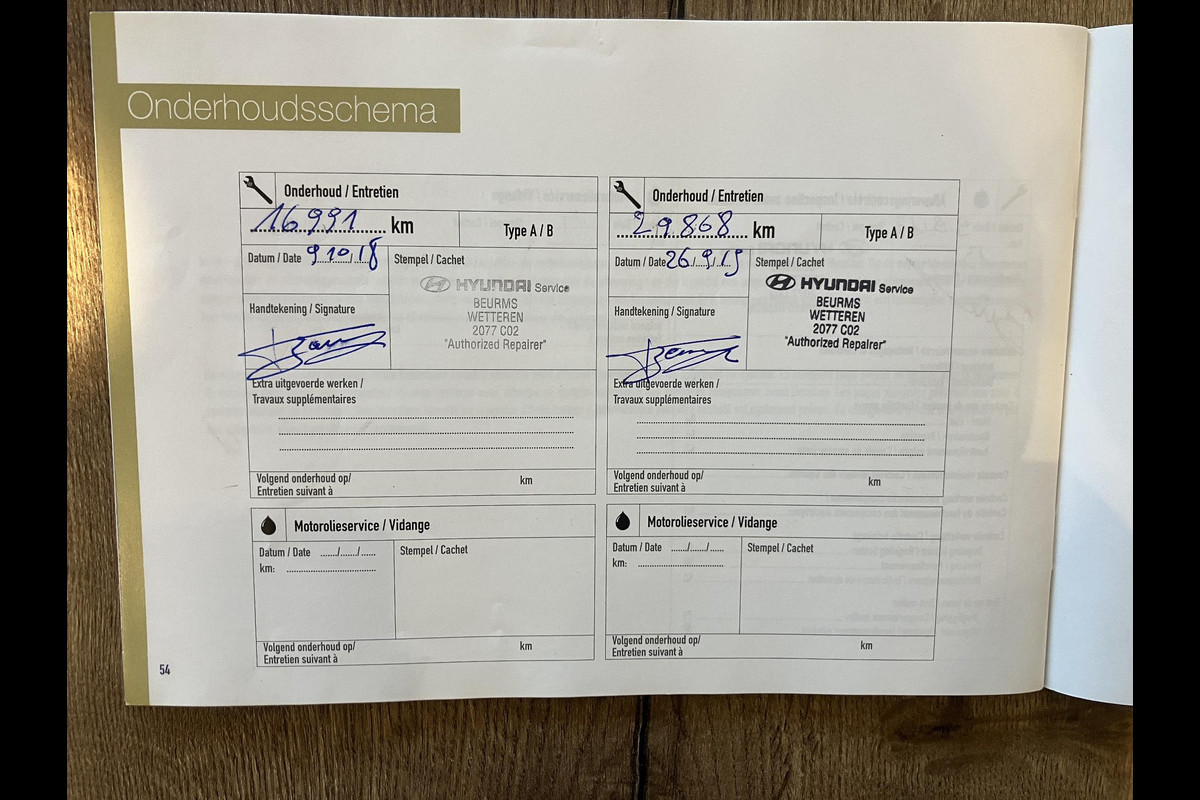 Onderhoudsschema
Onderhoud / Entretien
16991 km
Type A / B
Datum / Date 9/10/18
Stempel / Cachet
HYUNDAI Service
BEURMS
WETTEREN
2077 C02
"Authorized Repairer"
Handtekening / Signature
Extra uitgevoerde werken /
Travaux supplémentaires
Volgend onderhoud op/
Entretien suivant à
km
Motorolieservice / Vidange
Datum / Date ....../....../......
km:
Stempel / Cachet
Volgend onderhoud op/
Entretien suivant à
km
Onderhoud / Entretien
29.868 km
Type A / B
Datum / Date 26/9/19
Stempel / Cachet
HYUNDAI Service
BEURMS
WETTEREN
2077 C02
"Authorized Repairer"
Handtekening / Signature
Extra uitgevoerde werken /
Travaux supplémentaires
Volgend onderhoud op/
Entretien suivant à
km
Motorolieservice / Vidange
Datum / Date ....../....../......
km:
Stempel / Cachet
Volgend onderhoud op/
Entretien suivant à
km
54